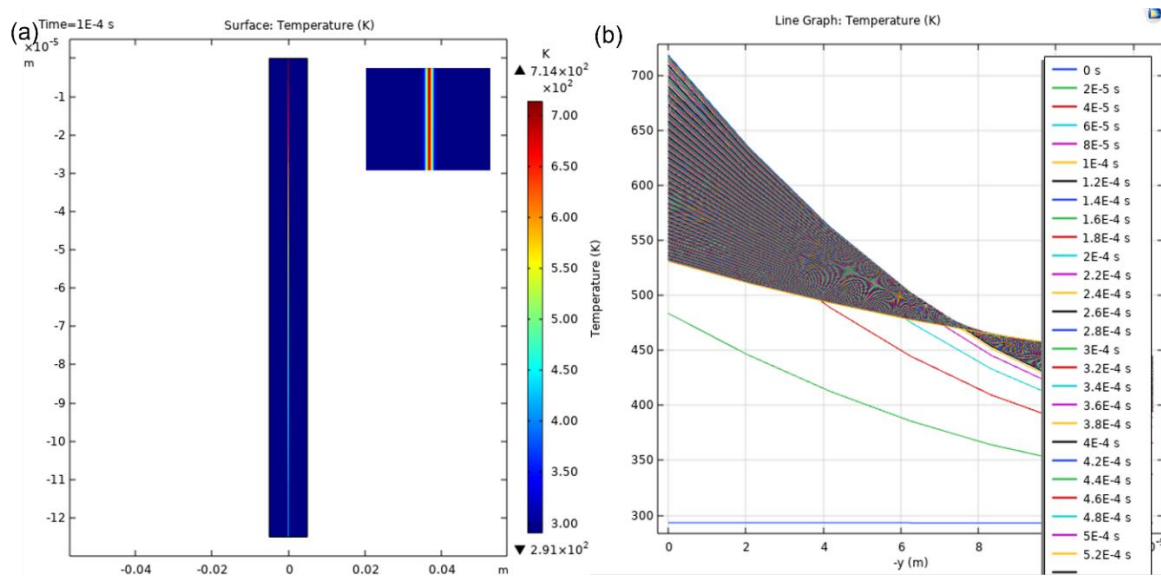 (a)
Time=1E-4 s
Surface: Temperature (K)
×10⁻⁵
m
-1
-2
-3
-4
-5
-6
-7
-8
-9
-10
-11
-12
-0.04
-0.02
0
0.02
0.04
m
K
▲ 7.14×10²
×10²
7.00
6.50
6.00
5.50
5.00
4.50
4.00
3.50
3.00
▼ 2.91×10²
(b)
Line Graph: Temperature (K)
Temperature (K)
700
650
600
550
500
450
400
350
300
0
2
4
6
8
-y (m)
0 s
2E-5 s
4E-5 s
6E-5 s
8E-5 s
1E-4 s
1.2E-4 s
1.4E-4 s
1.6E-4 s
1.8E-4 s
2E-4 s
2.2E-4 s
2.4E-4 s
2.6E-4 s
2.8E-4 s
3E-4 s
3.2E-4 s
3.4E-4 s
3.6E-4 s
3.8E-4 s
4E-4 s
4.2E-4 s
4.4E-4 s
4.6E-4 s
4.8E-4 s
5E-4 s
5.2E-4 s